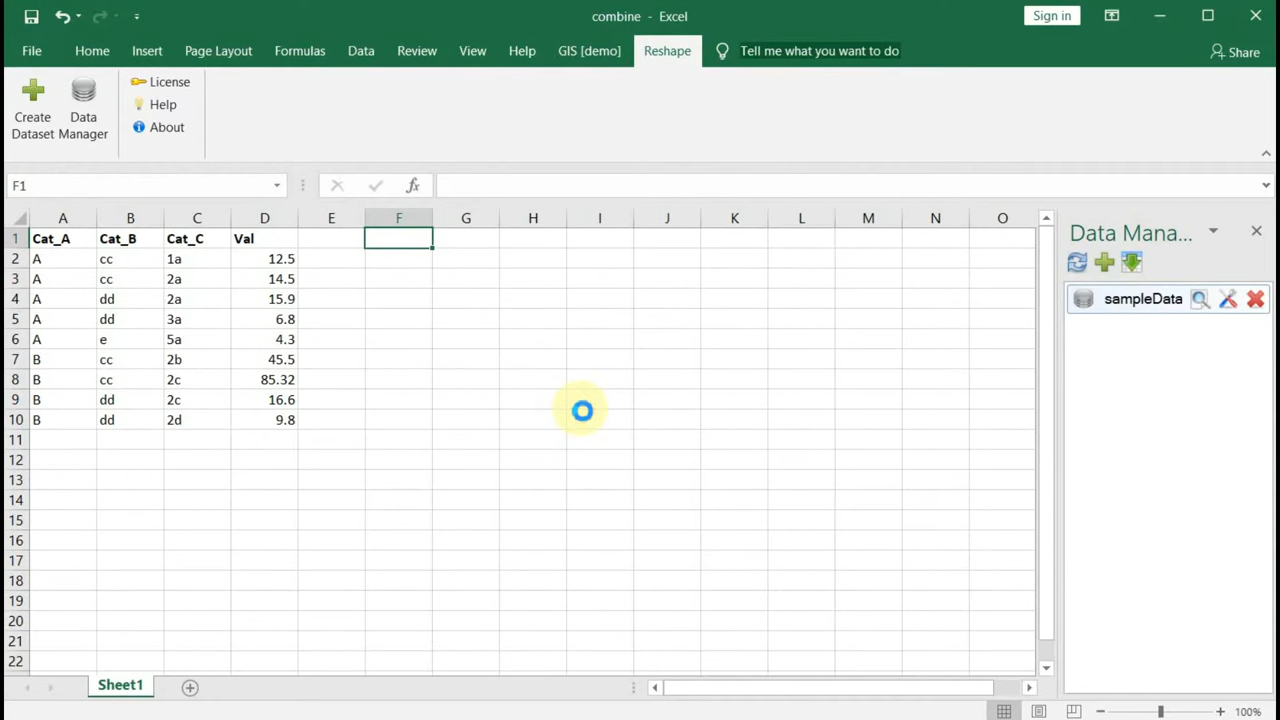 combine - Excel
Sign in
File Home Insert Page Layout Formulas Data Review View Help GIS [demo] Reshape Tell me what you want to do Share
Create Dataset
Data Manager
License
Help
About
F1
fx
A B C D E F G H I J K L M N O
1 Cat_A Cat_B Cat_C Val
2 A cc 1a 12.5
3 A cc 2a 14.5
4 A dd 2a 15.9
5 A dd 3a 6.8
6 A e 5a 4.3
7 B cc 2b 45.5
8 B cc 2c 85.32
9 B dd 2c 16.6
10 B dd 2d 9.8
11
12
13
14
15
16
17
18
19
20
21
22
Data Mana...
sampleData
Sheet1
100%